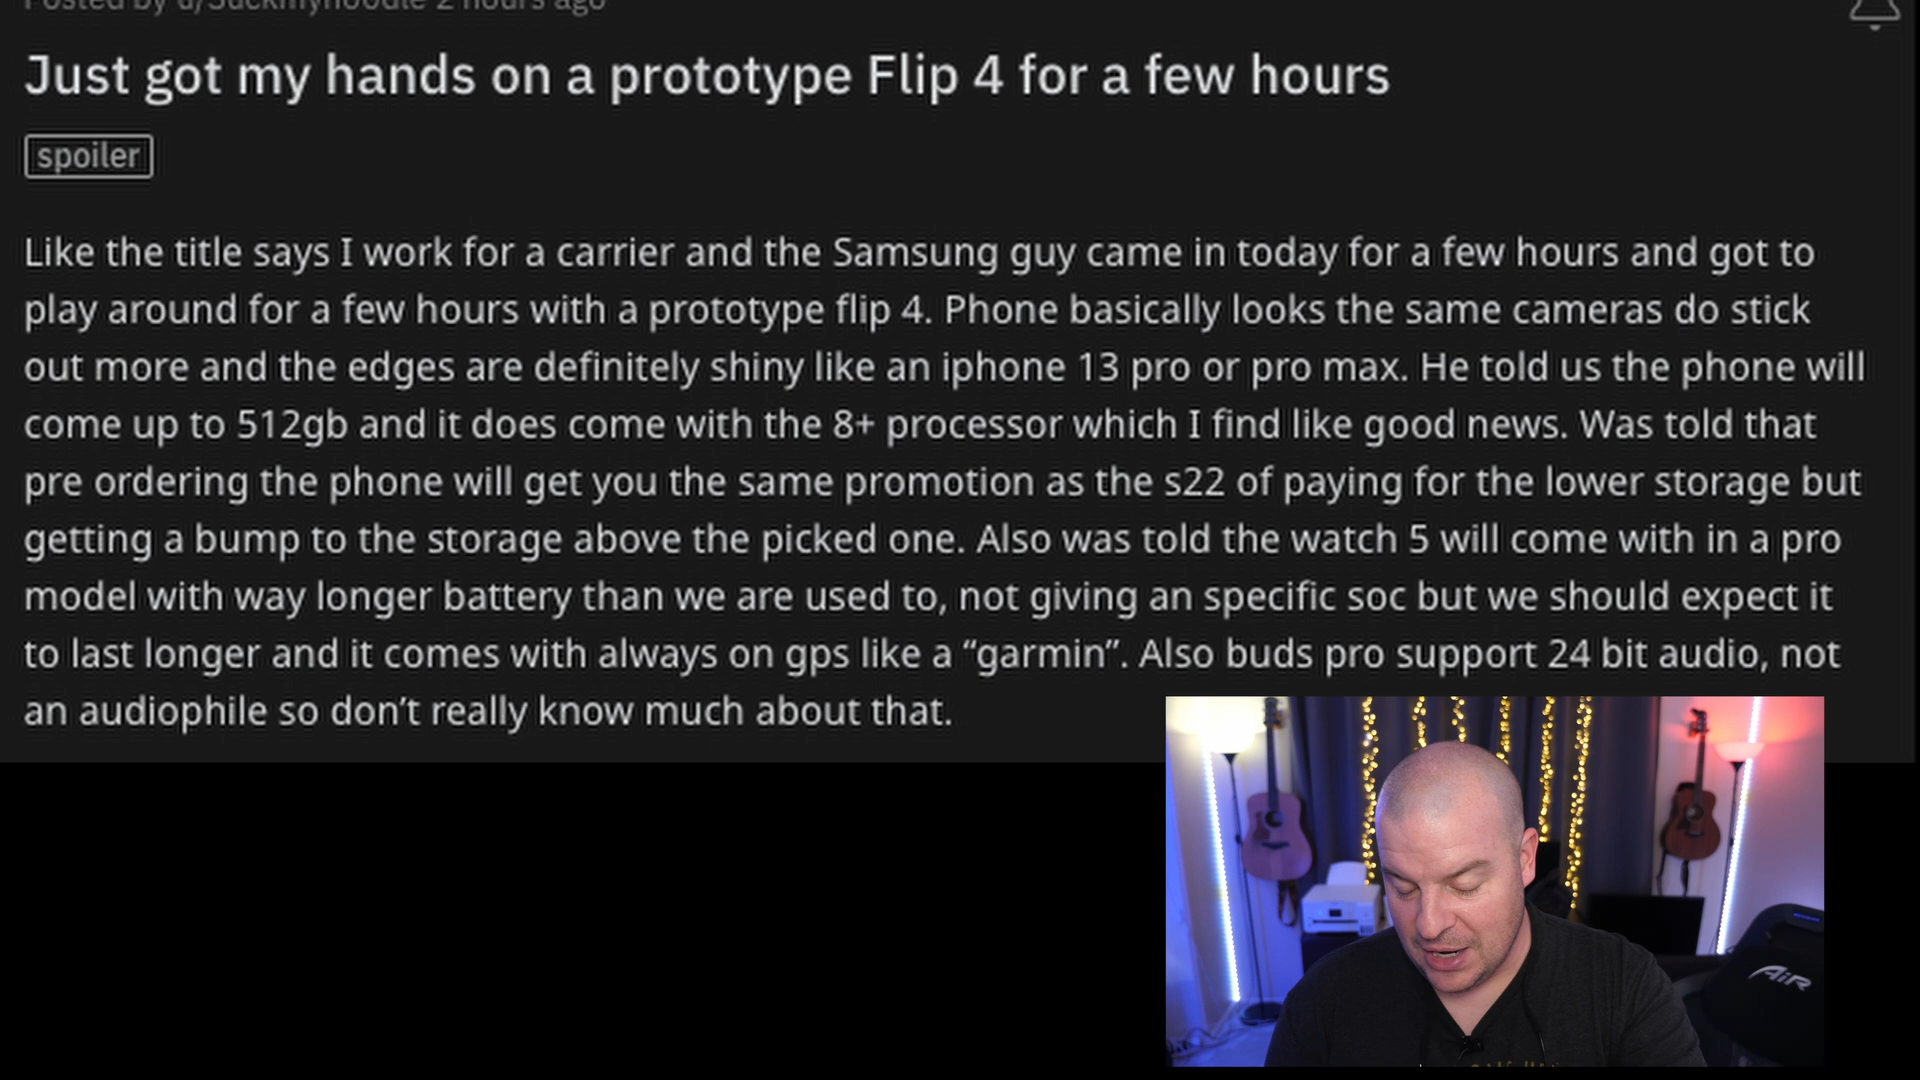 Posted by u/Suckmynoodle 2 hours ago
Just got my hands on a prototype Flip 4 for a few hours
spoiler
Like the title says I work for a carrier and the Samsung guy came in today for a few hours and got to
play around for a few hours with a prototype flip 4. Phone basically looks the same cameras do stick
out more and the edges are definitely shiny like an iphone 13 pro or pro max. He told us the phone will
come up to 512gb and it does come with the 8+ processor which I find like good news. Was told that
pre ordering the phone will get you the same promotion as the s22 of paying for the lower storage but
getting a bump to the storage above the picked one. Also was told the watch 5 will come with in a pro
model with way longer battery than we are used to, not giving an specific soc but we should expect it
to last longer and it comes with always on gps like a “garmin”. Also buds pro support 24 bit audio, not
an audiophile so don’t really know much about that.
AiR